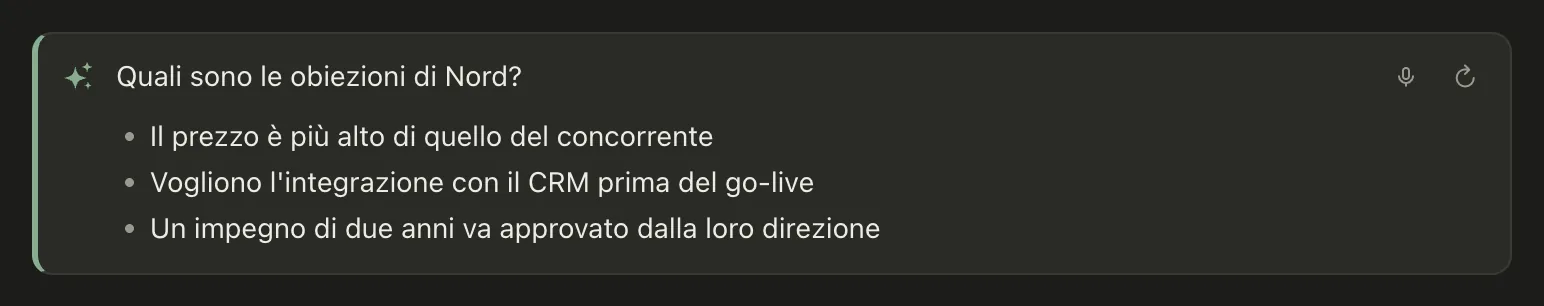 Quali sono le obiezioni di Nord?
Il prezzo è più alto di quello del concorrente
Vogliono l'integrazione con il CRM prima del go-live
Un impegno di due anni va approvato dalla loro direzione